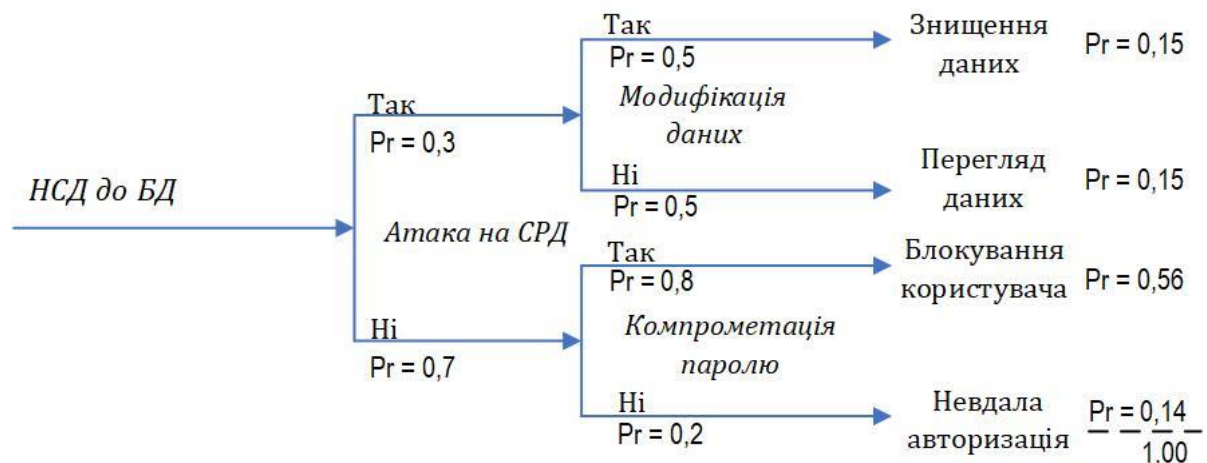 НСД до БД
Так
Pr = 0,3
Атака на СРД
Ні
Pr = 0,7
Так
Pr = 0,5
Модифікація
даних
Ні
Pr = 0,5
Так
Pr = 0,8
Компрометація
паролю
Ні
Pr = 0,2
Знищення
даних
Pr = 0,15
Перегляд
даних
Pr = 0,15
Блокування
користувача
Pr = 0,56
Невдала
авторизація
Pr = 0,14
1,00